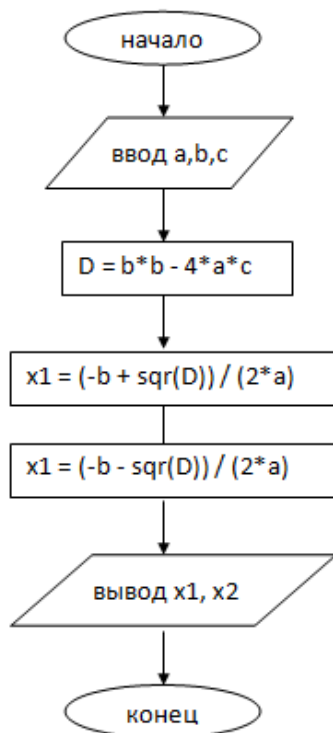 начало
ввод a,b,c
D = b*b - 4*a*c
x1 = (-b + sqr(D)) / (2*a)
x1 = (-b - sqr(D)) / (2*a)
вывод x1, x2
конец